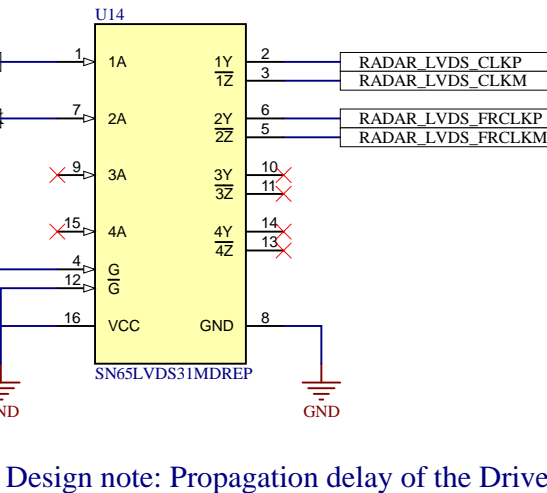 U14
1 1A 1Y 2 RADAR_LVDS_CLKP
1Z 3 RADAR_LVDS_CLKM
7 2A 2Y 6 RADAR_LVDS_FRCLKP
2Z 5 RADAR_LVDS_FRCLKM
9 3A 3Y 10
3Z 11
15 4A 4Y 14
4Z 13
4 G
12 G
16 VCC GND 8
SN65LVDS31MDREP
ND GND
Design note: Propagation delay of the Drive